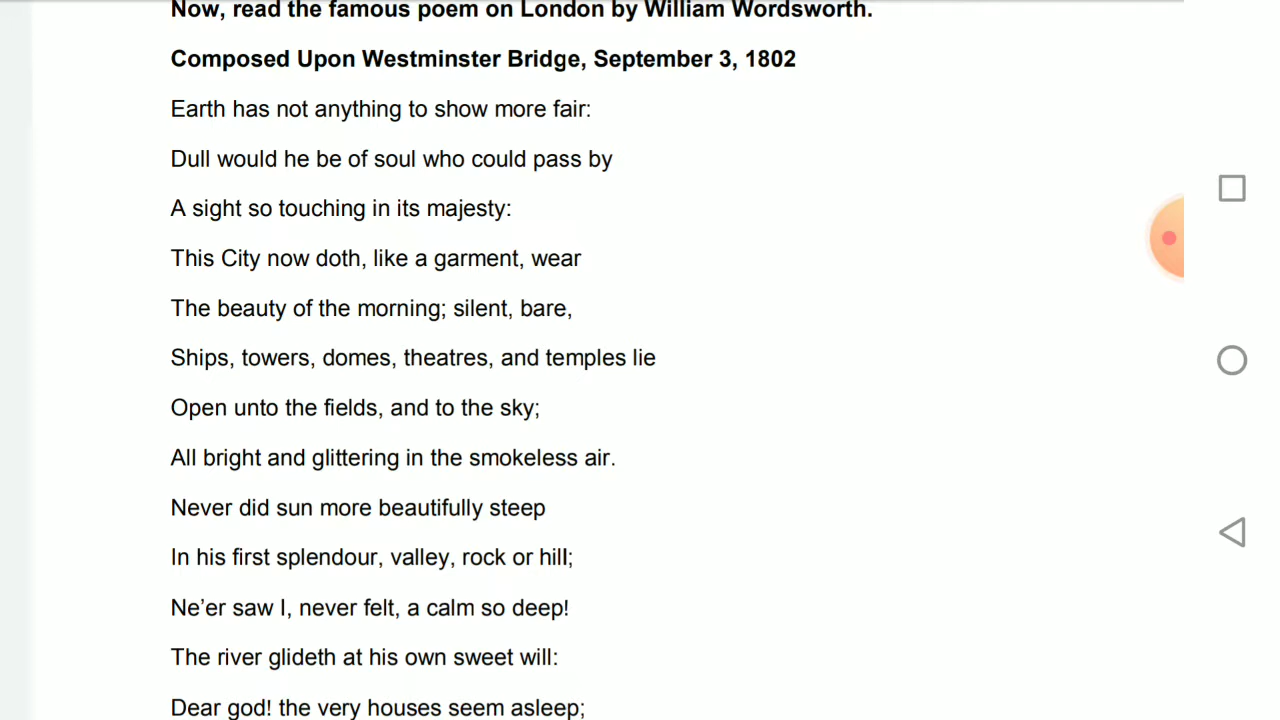 Now, read the famous poem on London by William Wordsworth.
Composed Upon Westminster Bridge, September 3, 1802
Earth has not anything to show more fair:
Dull would he be of soul who could pass by
A sight so touching in its majesty:
This City now doth, like a garment, wear
The beauty of the morning; silent, bare,
Ships, towers, domes, theatres, and temples lie
Open unto the fields, and to the sky;
All bright and glittering in the smokeless air.
Never did sun more beautifully steep
In his first splendour, valley, rock or hill;
Ne’er saw I, never felt, a calm so deep!
The river glideth at his own sweet will:
Dear god! the very houses seem asleep;